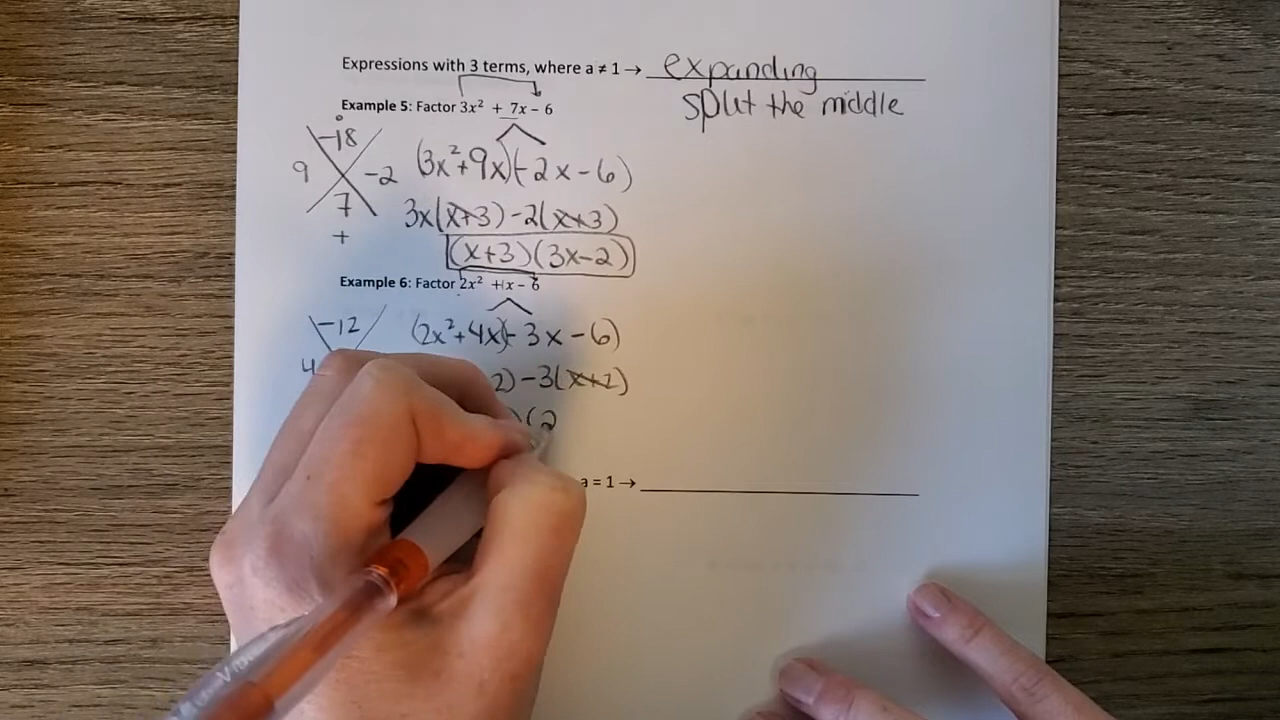 Expressions with 3 terms, where a ≠ 1 → expanding
split the middle
Example 5: Factor 3x² + 7x − 6
−18
9 −2
7
+
(3x²+9x)(−2x−6)
3x(x+3)−2(x+3)
(x+3)(3x−2)
Example 6: Factor 2x² +1x − 6
−12
4
(2x²+4x)(−3x−6)
2)−3(x+2)
)(2
a = 1 →